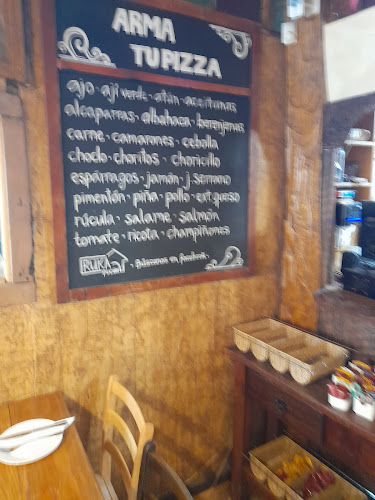 ARMA
TU PIZZA
ajo · ají verde · atún · aceitunas
alcaparras · albahaca · berenjenas
carne · camarones · cebolla
choclo · chorilos · choricillo
espárragos · jamón · j. serrano
pimentón · piña · pollo · ext. queso
rúcula · salame · salmón
tomate · ricota · champiñones
RUKA
Búscanos en facebook